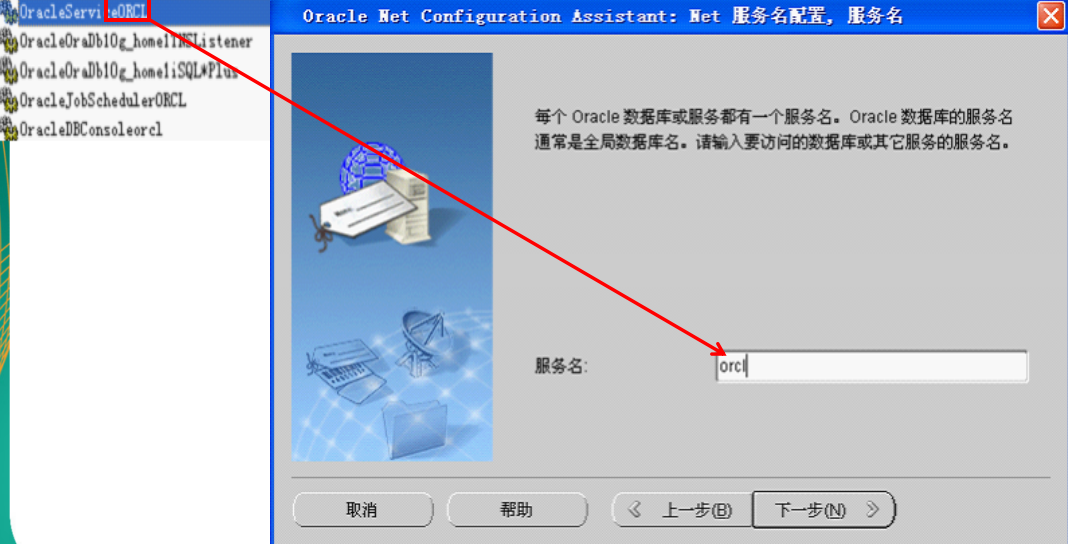 OracleServiceORCL
OracleOraDb10g_home1TNSListener
OracleOraDb10g_home1iSQL*Plus
OracleJobSchedulerORCL
OracleDBConsoleorcl
Oracle Net Configuration Assistant: Net 服务名配置, 服务名
每个 Oracle 数据库或服务都有一个服务名。Oracle 数据库的服务名
通常是全局数据库名。请输入要访问的数据库或其它服务的服务名。
服务名:
orcl
取消
帮助
上一步(B)
下一步(N)